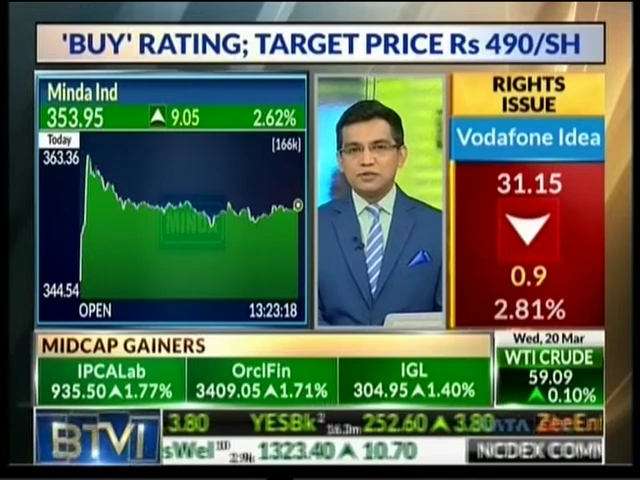 'BUY' RATING; TARGET PRICE Rs 490/SH
Minda Ind
353.95 9.05 2.62%
Today
363.36
[166k]
MINDA
344.54
OPEN 13:23:18
RIGHTS
ISSUE
Vodafone Idea
31.15
0.9
2.81%
MIDCAP GAINERS
IPCALab
935.50 1.77%
OrclFin
3409.05 1.71%
IGL
304.95 1.40%
Wed, 20 Mar
WTI CRUDE
59.09
0.10%
BTVI
3.80 YESBk 252.60 3.80 ZeeEn
sWel 1323.40 10.70
NCDEX COMM